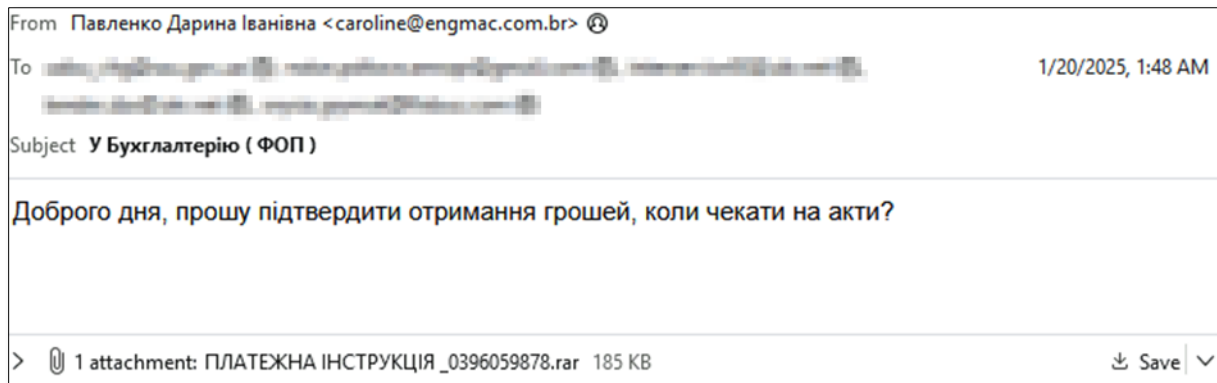 From Павленко Дарина Іванівна <caroline@engmac.com.br>
To
1/20/2025, 1:48 AM
Subject У Бухглалтерію ( ФОП )
Доброго дня, прошу підтвердити отримання грошей, коли чекати на акти?
1 attachment: ПЛАТЕЖНА ІНСТРУКЦІЯ _0396059878.rar 185 KB
Save